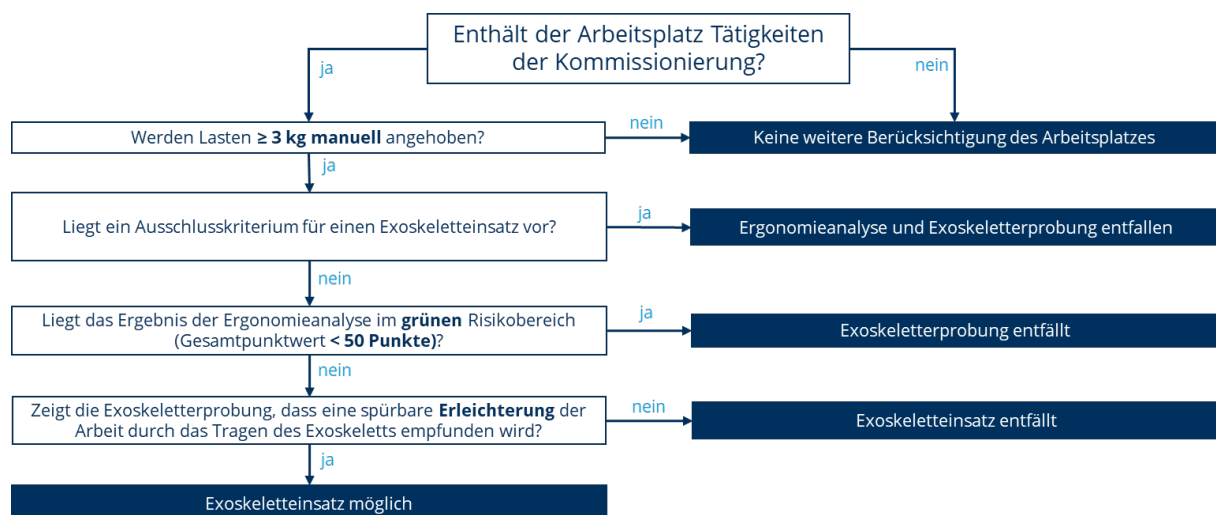 Enthält der Arbeitsplatz Tätigkeiten
der Kommissionierung?
ja
nein
Werden Lasten ≥ 3 kg manuell angehoben?
nein
Keine weitere Berücksichtigung des Arbeitsplatzes
ja
Liegt ein Ausschlusskriterium für einen Exoskeletteinsatz vor?
ja
Ergonomieanalyse und Exoskeletterprobung entfallen
nein
Liegt das Ergebnis der Ergonomieanalyse im grünen Risikobereich
(Gesamtpunktwert < 50 Punkte)?
ja
Exoskeletterprobung entfällt
nein
Zeigt die Exoskeletterprobung, dass eine spürbare Erleichterung der
Arbeit durch das Tragen des Exoskeletts empfunden wird?
nein
Exoskeletteinsatz entfällt
ja
Exoskeletteinsatz möglich